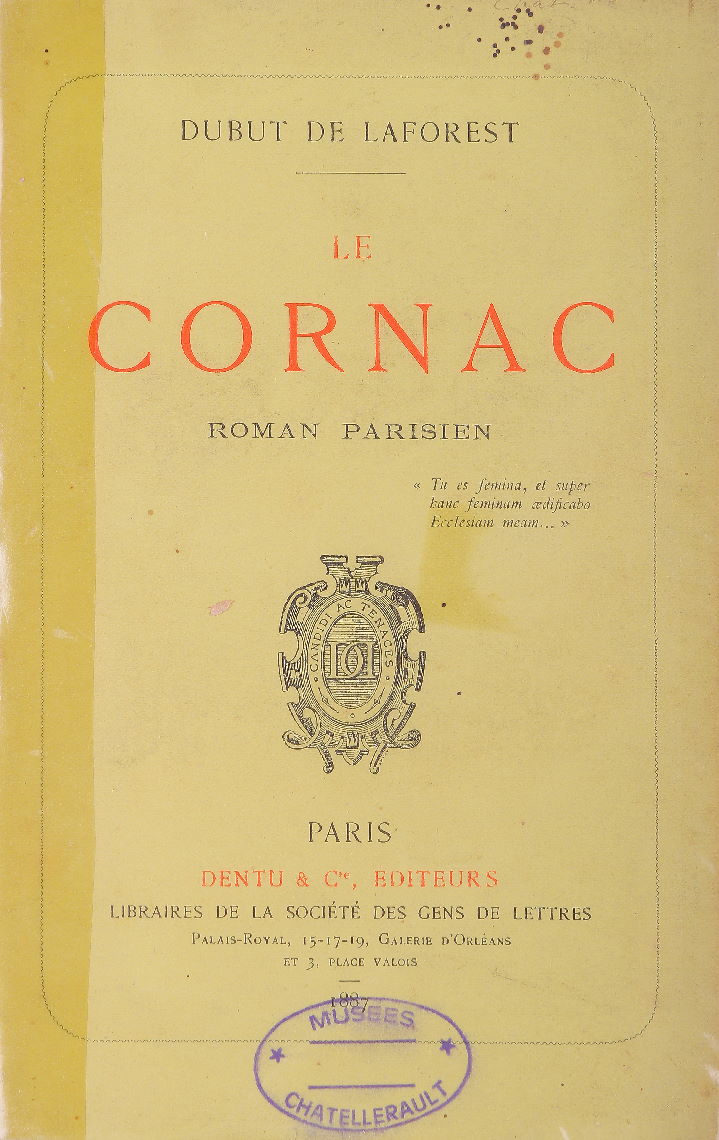 DUBUT DE LAFOREST
LE
CORNAC
ROMAN PARISIEN
« Tu es femina, et super
hanc feminam ædificabo
Ecclesiam meam... »
CANDIDI AC TENACES
PARIS
DENTU & Cie, EDITEURS
LIBRAIRES DE LA SOCIÉTÉ DES GENS DE LETTRES
PALAIS-ROYAL, 15-17-19, GALERIE D'ORLÉANS
ET 3, PLACE VALOIS
1887
MUSÉES
CHATELLERAULT